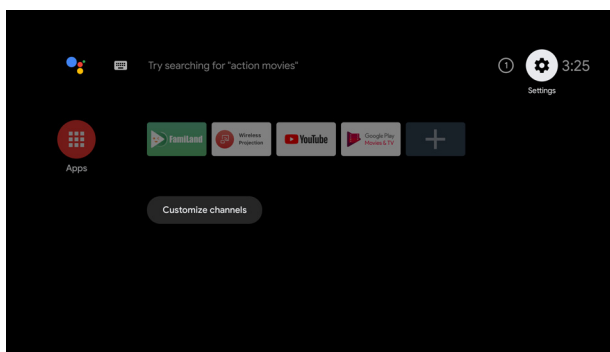 Try searching for "action movies"
1
3:25
Settings
FamiLand
Wireless
Projection
YouTube
Google Play
Movies & TV
Apps
Customize channels